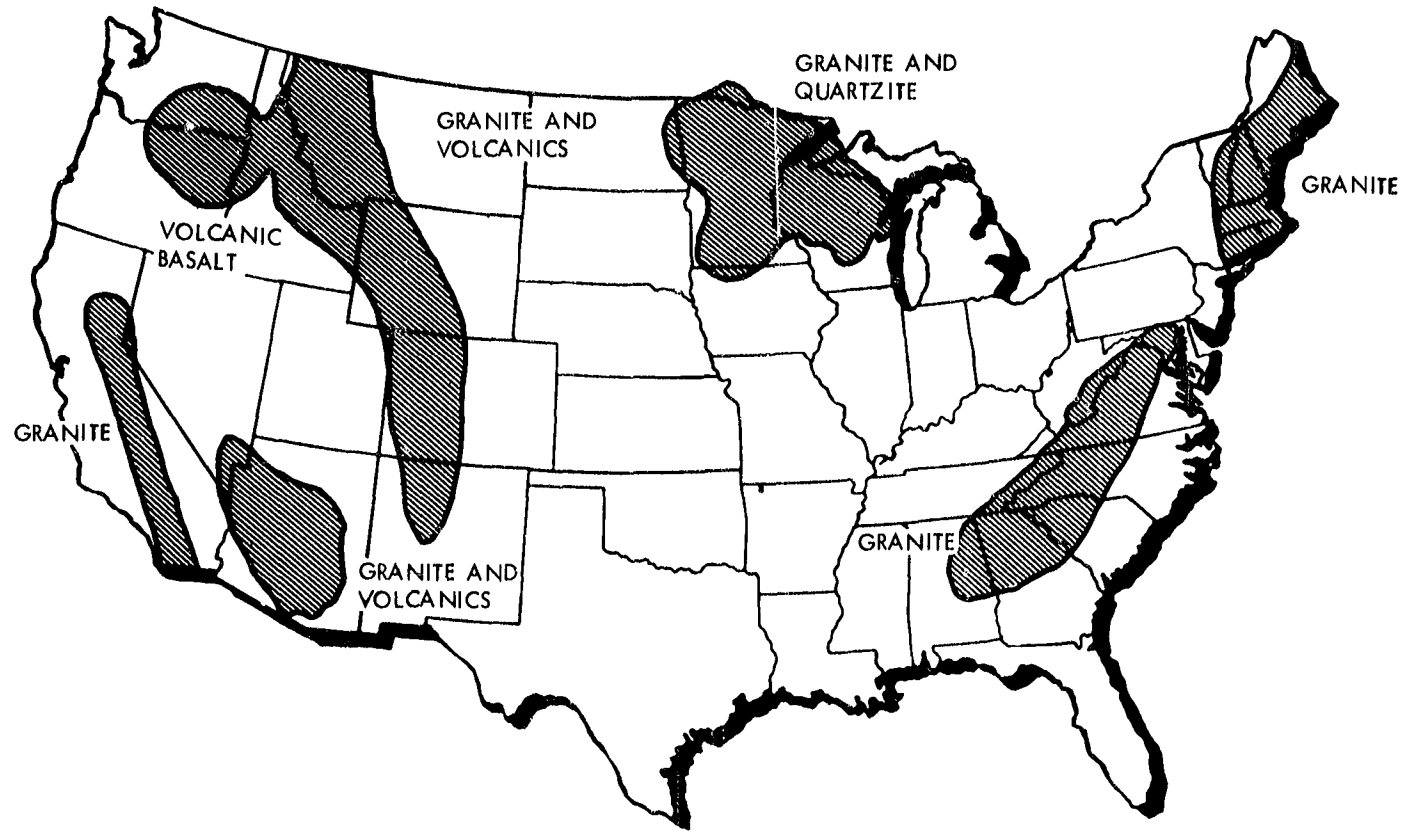 GRANITE AND
QUARTZITE
GRANITE AND
VOLCANICS
GRANITE
VOLCANIC
BASALT
GRANITE
GRANITE
GRANITE AND
VOLCANICS